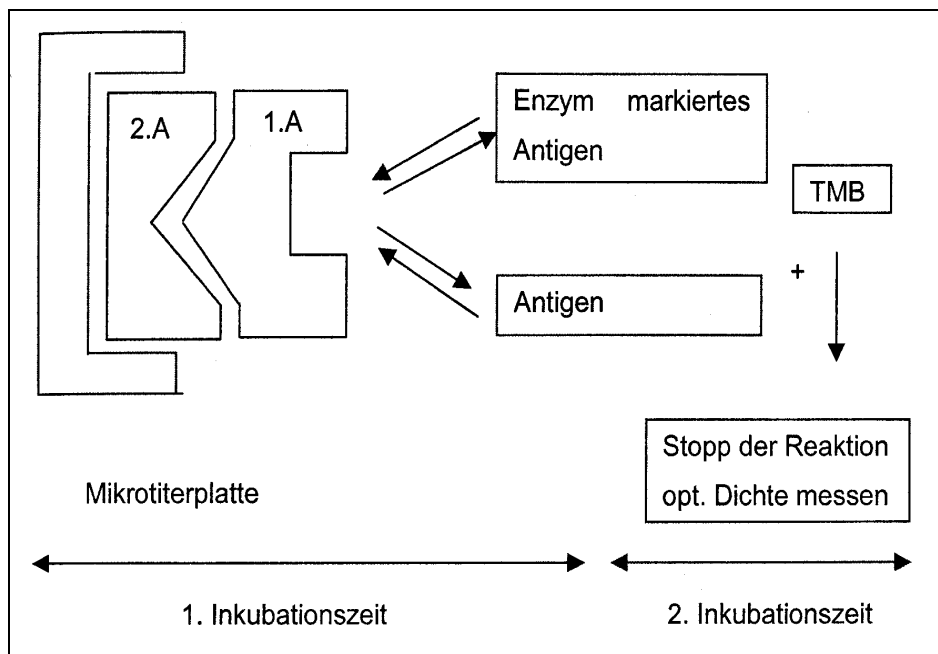 2.A
1.A
Enzym markiertes
Antigen
TMB
+
Antigen
Stopp der Reaktion
opt. Dichte messen
Mikrotiterplatte
1. Inkubationszeit
2. Inkubationszeit